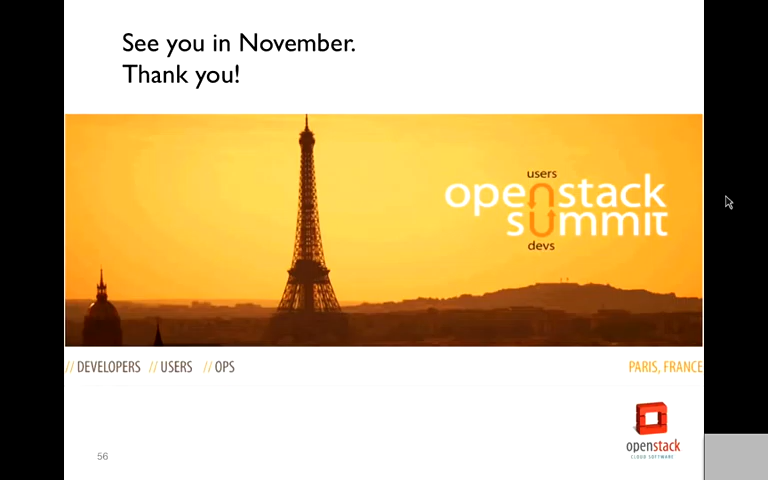 See you in November.
Thank you!
users
openstack
summit
devs
// DEVELOPERS // USERS // OPS
PARIS, FRANCE
openstack
CLOUD SOFTWARE
56